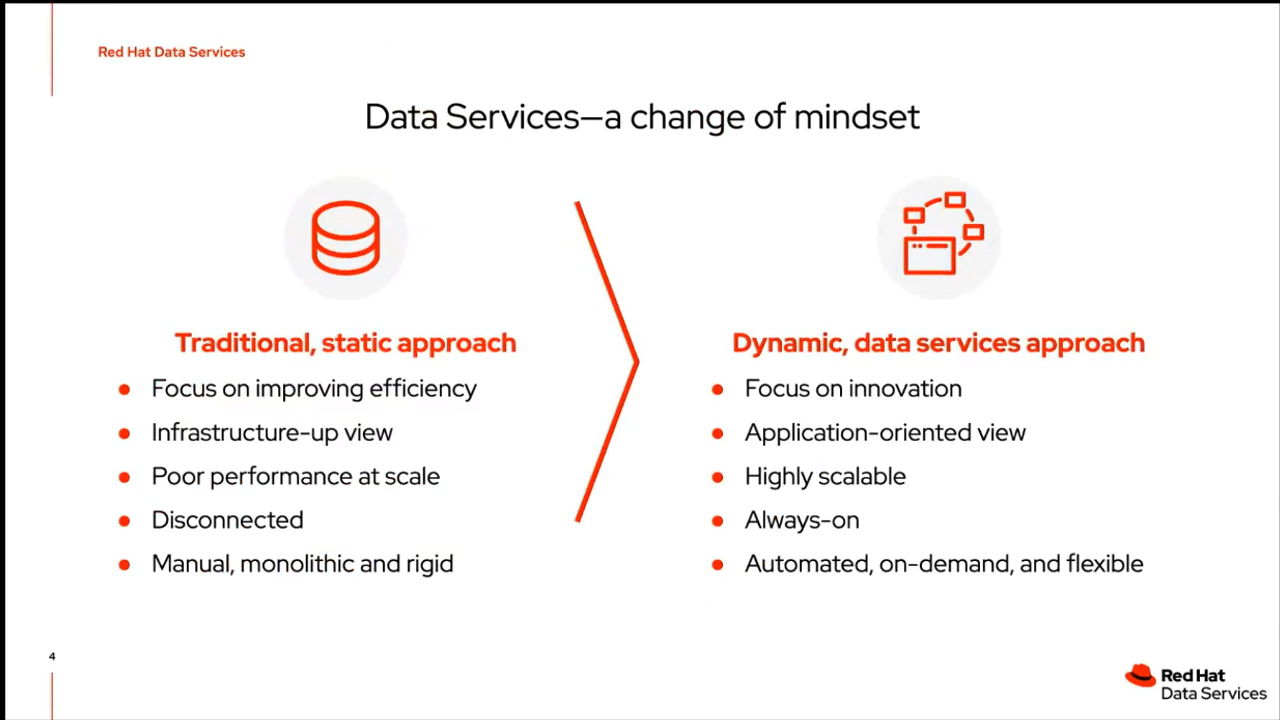 Red Hat Data Services
Data Services—a change of mindset
Traditional, static approach
Focus on improving efficiency
Infrastructure-up view
Poor performance at scale
Disconnected
Manual, monolithic and rigid
Dynamic, data services approach
Focus on innovation
Application-oriented view
Highly scalable
Always-on
Automated, on-demand, and flexible
4
Red Hat
Data Services